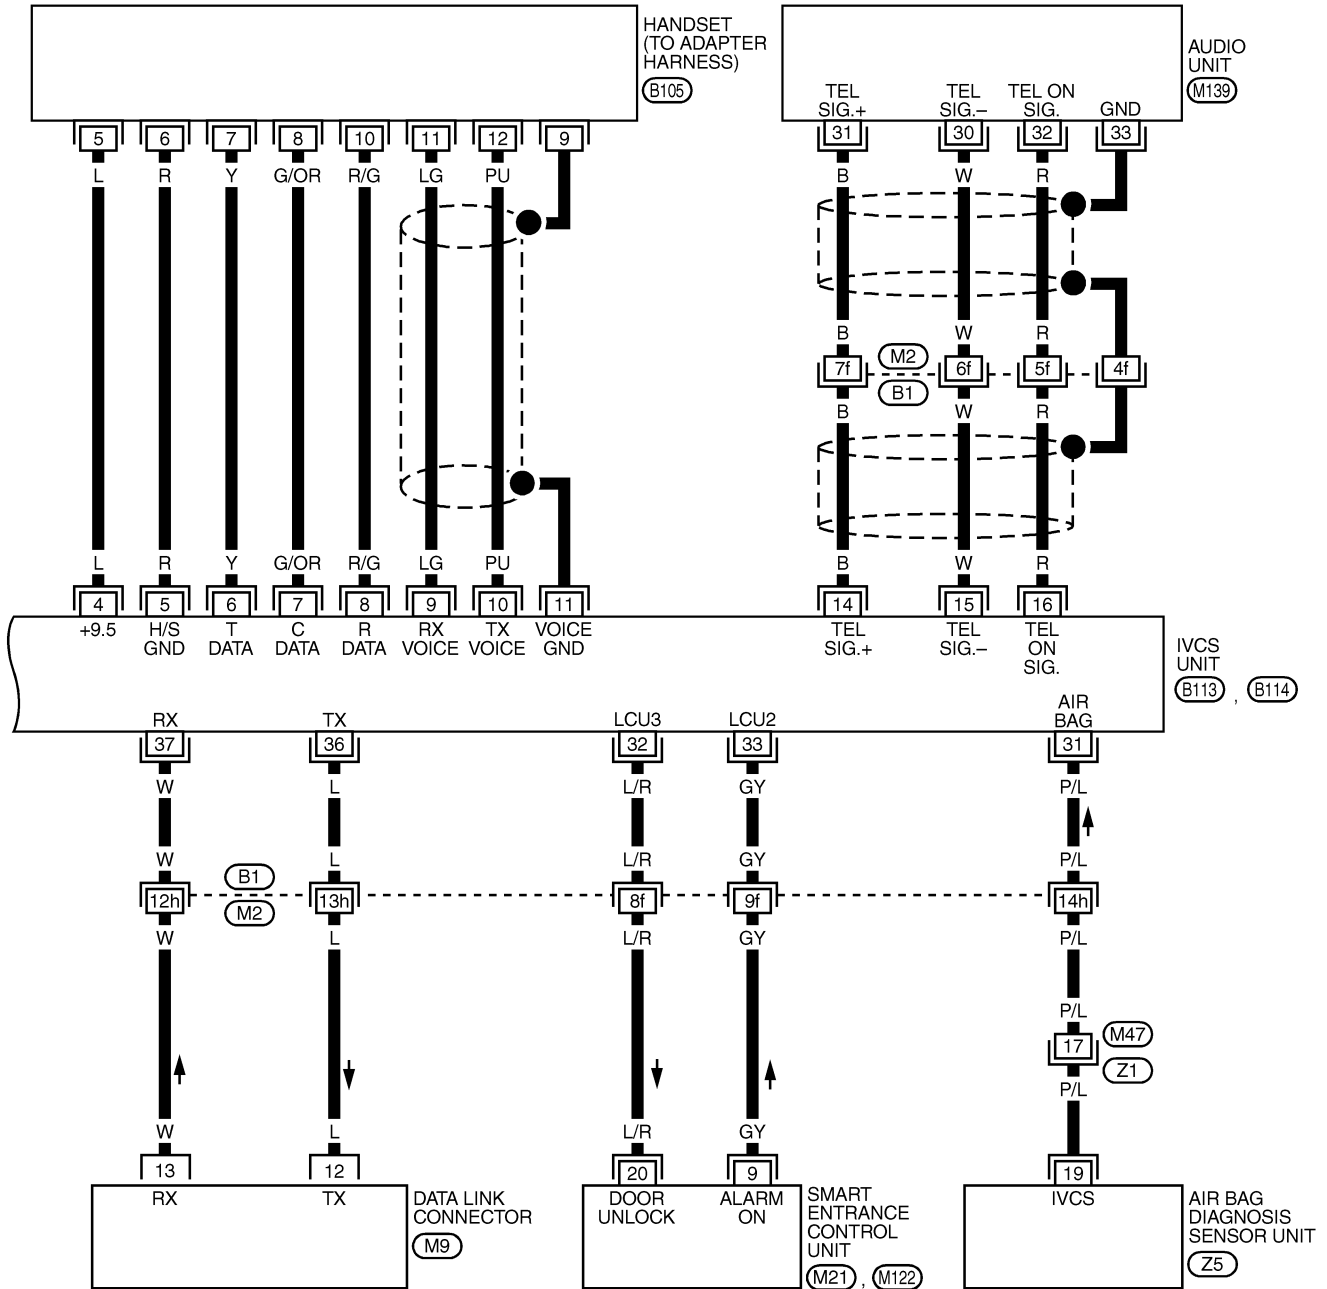 HANDSET
(TO ADAPTER
HARNESS)
B105
AUDIO
UNIT
M139
TEL
SIG.+
TEL
SIG.–
TEL ON
SIG.
GND
5 6 7 8 10 11 12 9
31 30 32 33
L R Y G/OR R/G LG PU
B W R
B W R
7f M2 6f 5f 4f
B1
B W R
L R Y G/OR R/G LG PU
B W R
4 5 6 7 8 9 10 11
14 15 16
+9.5
H/S
GND
T
DATA
C
DATA
R
DATA
RX
VOICE
TX
VOICE
VOICE
GND
TEL
SIG.+
TEL
SIG.–
TEL
ON
SIG.
IVCS
UNIT
B113 , B114
RX TX LCU3 LCU2
AIR
BAG
37 36 32 33 31
W L L/R GY P/L
W L L/R GY P/L
B1
12h 13h 8f 9f 14h
M2
W L L/R GY P/L
P/L
17 M47
Z1
P/L
W L L/R GY
13 12 20 9 19
RX TX
DATA LINK
CONNECTOR
M9
DOOR
UNLOCK
ALARM
ON
SMART
ENTRANCE
CONTROL
UNIT
M21 , M122
IVCS
AIR BAG
DIAGNOSIS
SENSOR UNIT
Z5